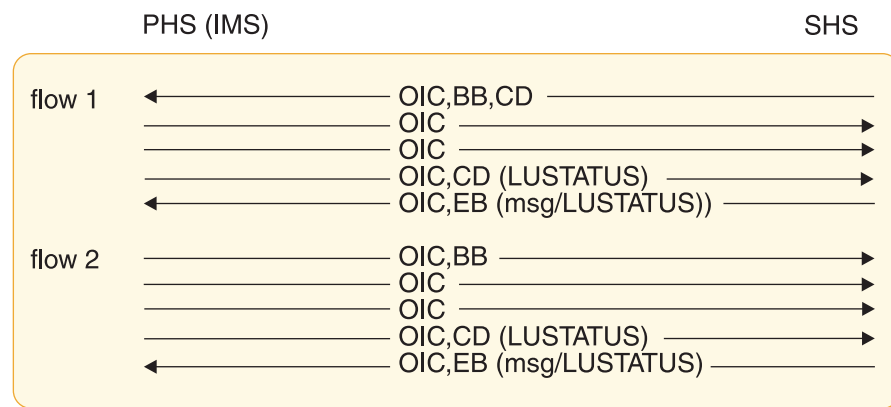 PHS (IMS) SHS
flow 1 OIC,BB,CD
OIC
OIC
OIC,CD (LUSTATUS)
OIC,EB (msg/LUSTATUS))
flow 2 OIC,BB
OIC
OIC
OIC,CD (LUSTATUS)
OIC,EB (msg/LUSTATUS)